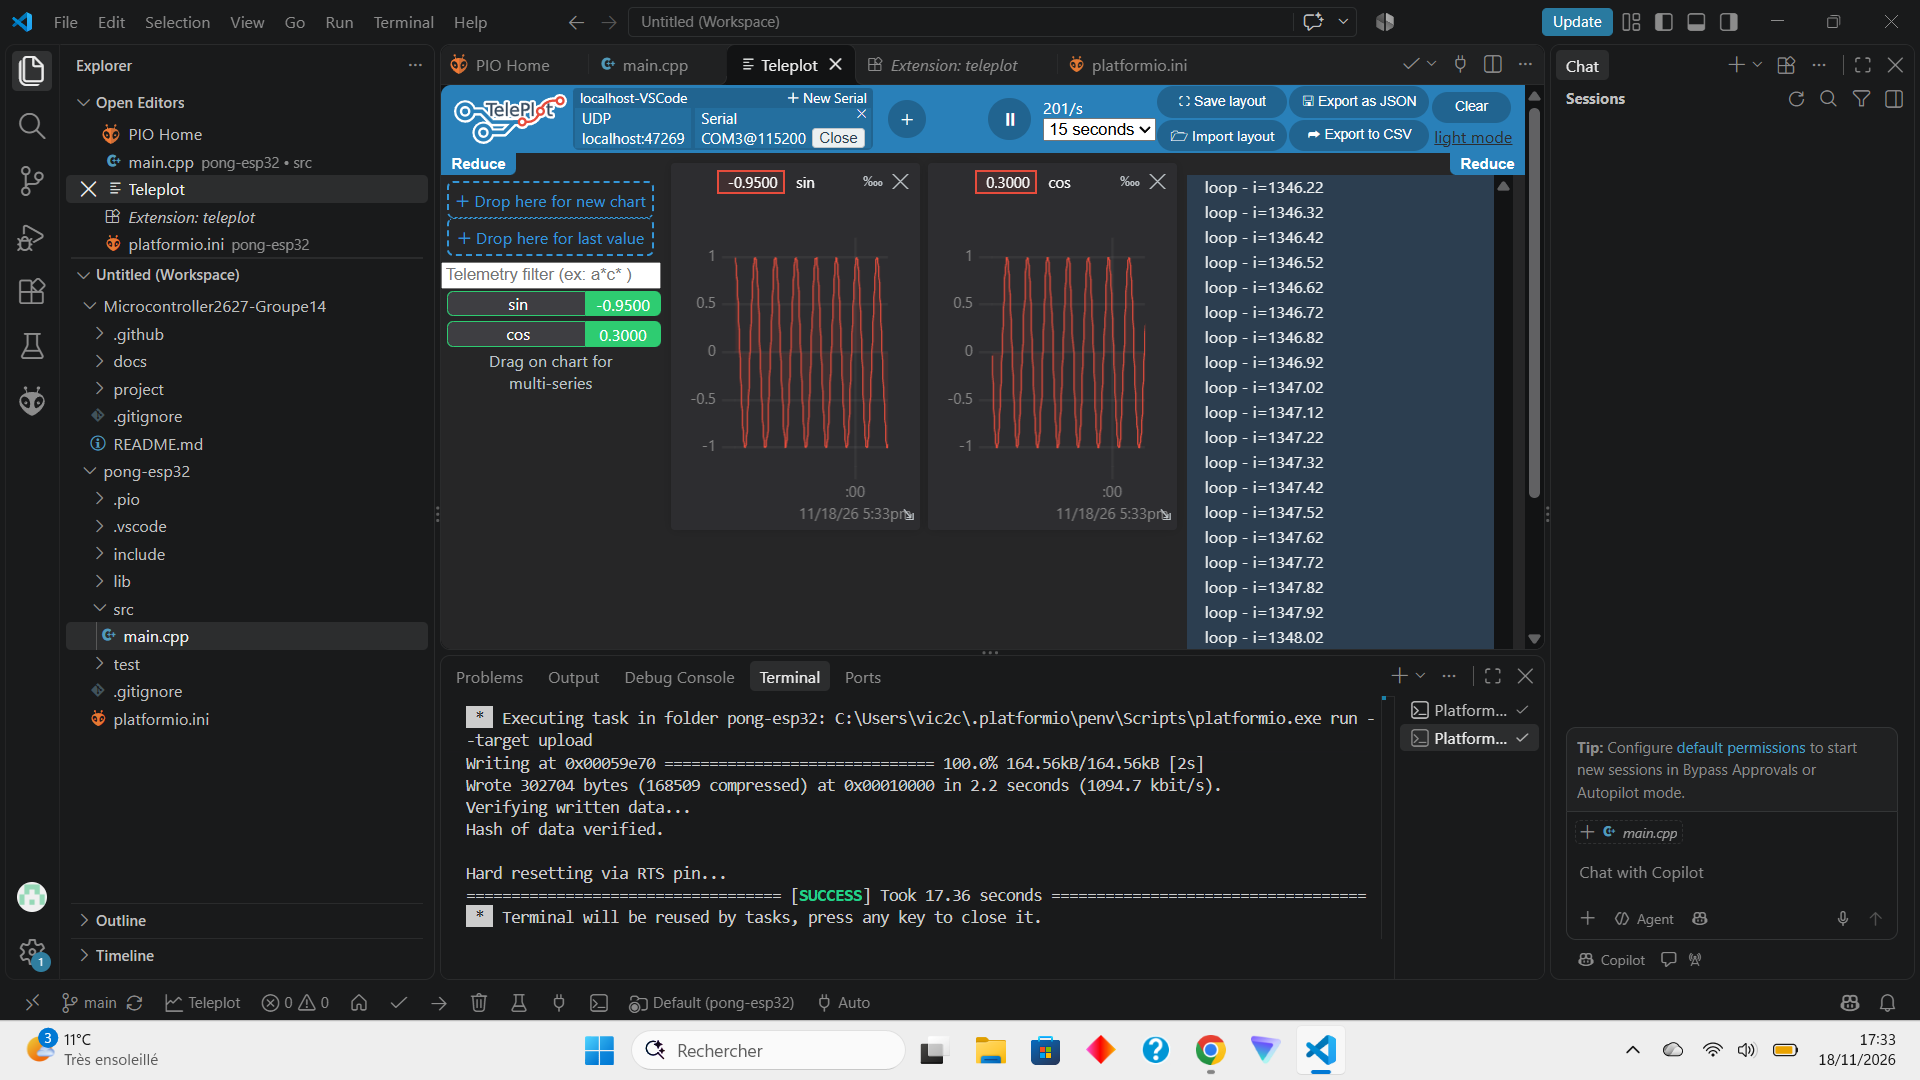 File Edit Selection View Go Run Terminal Help
Untitled (Workspace)
Update
Explorer
Open Editors
PIO Home
main.cpp pong-esp32 • src
Teleplot
Extension: teleplot
platformio.ini pong-esp32
Untitled (Workspace)
Microcontroller2627-Groupe14
.github
docs
project
.gitignore
README.md
pong-esp32
.pio
.vscode
include
lib
src
main.cpp
test
.gitignore
platformio.ini
Outline
Timeline
1
PIO Home
main.cpp
Teleplot
Extension: teleplot
platformio.ini
TelePlot
localhost-VSCode
+ New Serial
UDP
localhost:47269
Serial
COM3@115200
Close
+
201/s
15 seconds
Save layout
Export as JSON
Clear
Import layout
Export to CSV
light mode
Reduce
Reduce
+ Drop here for new chart
+ Drop here for last value
Telemetry filter (ex: a*c* )
sin -0.9500
cos 0.3000
Drag on chart for
multi-series
-0.9500 sin ‱
1
0.5
0
-0.5
-1
:00
11/18/26 5:33pm
0.3000 cos ‱
1
0.5
0
-0.5
-1
:00
11/18/26 5:33pm
loop - i=1346.22
loop - i=1346.32
loop - i=1346.42
loop - i=1346.52
loop - i=1346.62
loop - i=1346.72
loop - i=1346.82
loop - i=1346.92
loop - i=1347.02
loop - i=1347.12
loop - i=1347.22
loop - i=1347.32
loop - i=1347.42
loop - i=1347.52
loop - i=1347.62
loop - i=1347.72
loop - i=1347.82
loop - i=1347.92
loop - i=1348.02
Problems Output Debug Console Terminal Ports
* Executing task in folder pong-esp32: C:\Users\vic2c\.platformio\penv\Scripts\platformio.exe run -
-target upload
Writing at 0x00059e70 ============================== 100.0% 164.56kB/164.56kB [2s]
Wrote 302704 bytes (168509 compressed) at 0x00010000 in 2.2 seconds (1094.7 kbit/s).
Verifying written data...
Hash of data verified.
Hard resetting via RTS pin...
=================================== [SUCCESS] Took 17.36 seconds ===================================
* Terminal will be reused by tasks, press any key to close it.
Platform...
Platform...
Chat
Sessions
Tip: Configure default permissions to start
new sessions in Bypass Approvals or
Autopilot mode.
main.cpp
Chat with Copilot
Agent
Copilot
main Teleplot 0 0 Default (pong-esp32) Auto
3
11°C
Très ensoleillé
Rechercher
17:33
18/11/2026